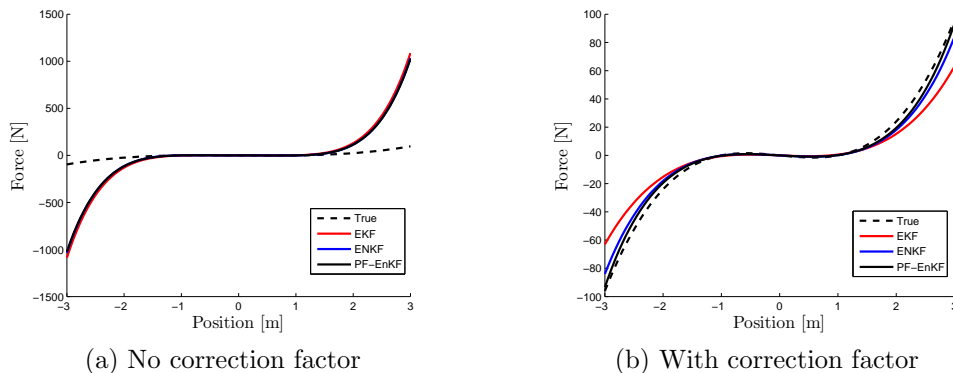 1500
1000
500
0
−500
−1000
−1500
−3
−2
−1
0
1
2
3
Force [N]
Position [m]
True
EKF
ENKF
PF−EnKF
(a) No correction factor
100
80
60
40
20
0
−20
−40
−60
−80
−100
−3
−2
−1
0
1
2
3
Force [N]
Position [m]
True
EKF
ENKF
PF−EnKF
(b) With correction factor